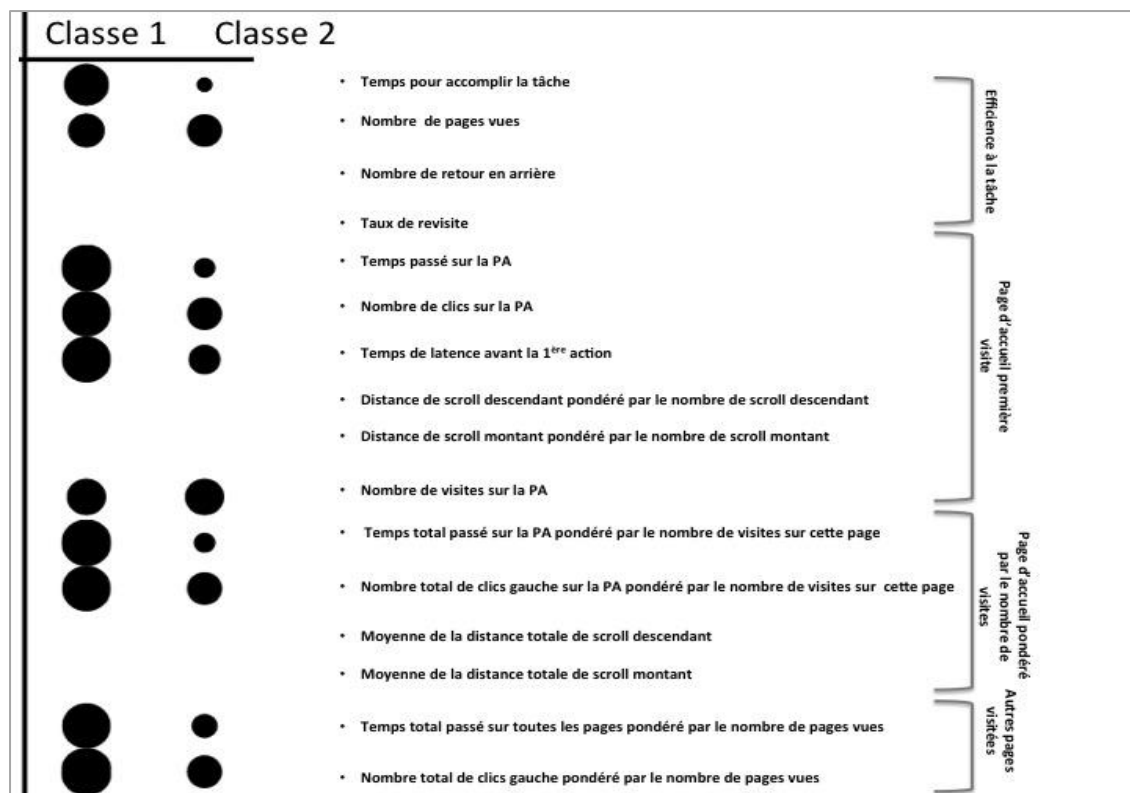 Classe 1 Classe 2
• Temps pour accomplir la tâche
• Nombre de pages vues
• Nombre de retour en arrière
• Taux de revisite
Efficience à la tâche
• Temps passé sur la PA
• Nombre de clics sur la PA
• Temps de latence avant la 1ère action
• Distance de scroll descendant pondéré par le nombre de scroll descendant
• Distance de scroll montant pondéré par le nombre de scroll montant
• Nombre de visites sur la PA
Page d'accueil première
visite
• Temps total passé sur la PA pondéré par le nombre de visites sur cette page
• Nombre total de clics gauche sur la PA pondéré par le nombre de visites sur cette page
• Moyenne de la distance totale de scroll descendant
• Moyenne de la distance totale de scroll montant
Page d'accueil pondéré
par le nombre de
visites
• Temps total passé sur toutes les pages pondéré par le nombre de pages vues
• Nombre total de clics gauche pondéré par le nombre de pages vues
Autres pages
visitées